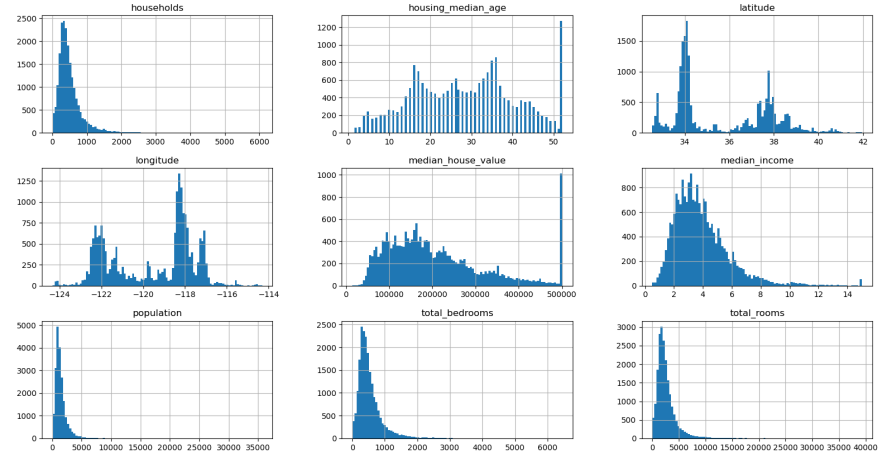 households
2500
2000
1500
1000
500
0
0 1000 2000 3000 4000 5000 6000
housing_median_age
1200
1000
800
600
400
200
0
0 10 20 30 40 50
latitude
1500
1000
500
0
34 36 38 40 42
longitude
1250
1000
750
500
250
0
−124 −122 −120 −118 −116 −114
median_house_value
1000
800
600
400
200
0
0 100000 200000 300000 400000 500000
median_income
800
600
400
200
0
0 2 4 6 8 10 12 14
population
5000
4000
3000
2000
1000
0
0 5000 10000 15000 20000 25000 30000 35000
total_bedrooms
2500
2000
1500
1000
500
0
0 1000 2000 3000 4000 5000 6000
total_rooms
3000
2500
2000
1500
1000
500
0
0 5000 10000 15000 20000 25000 30000 35000 40000